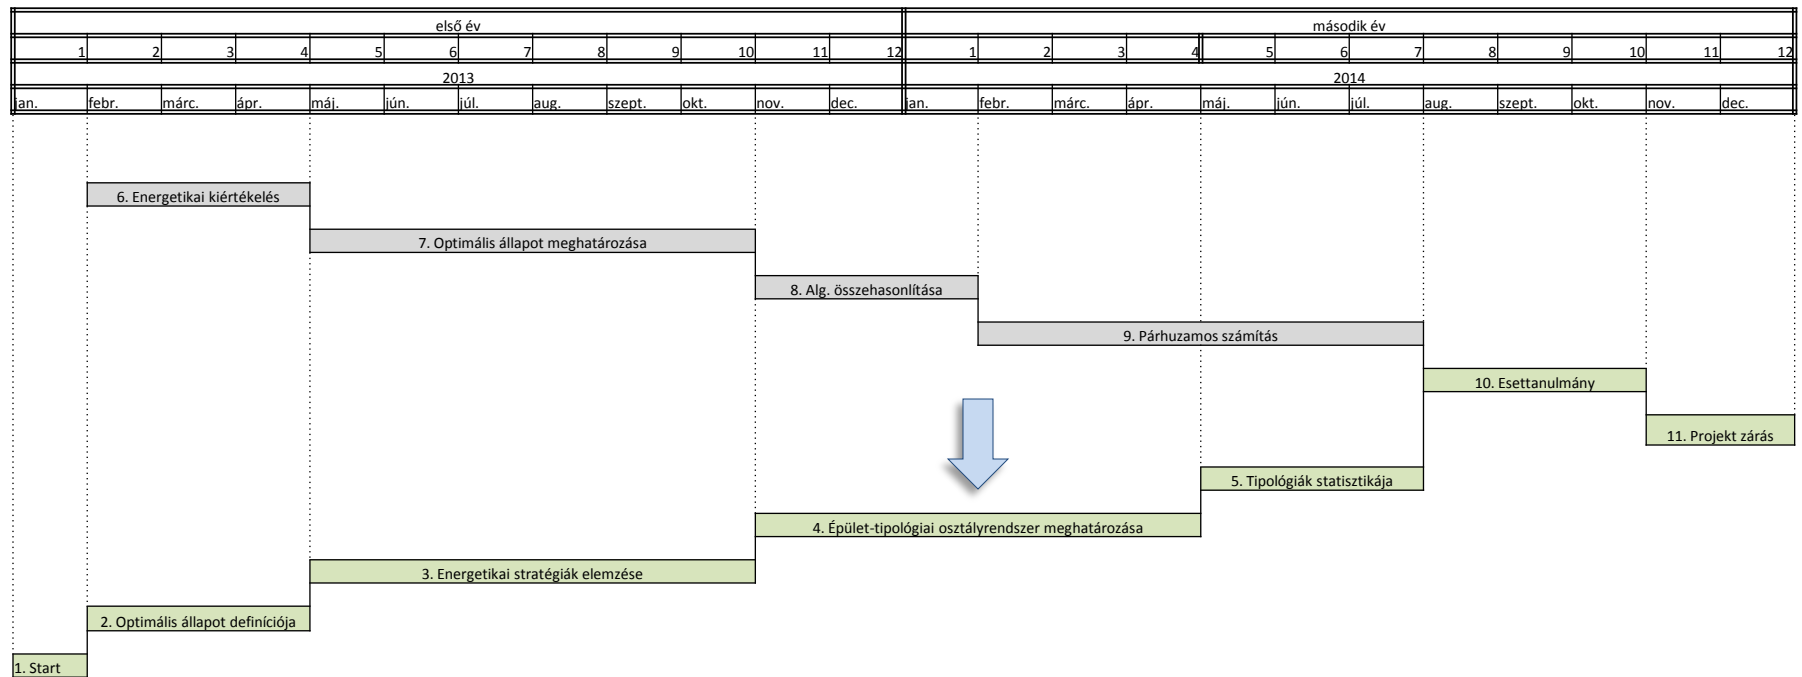 első év második év
1 2 3 4 5 6 7 8 9 10 11 12 1 2 3 4 5 6 7 8 9 10 11 12
2013 2014
jan. febr. márc. ápr. máj. jún. júl. aug. szept. okt. nov. dec. jan. febr. márc. ápr. máj. jún. júl. aug. szept. okt. nov. dec.
6. Energetikai kiértékelés
7. Optimális állapot meghatározása
8. Alg. összehasonlítása
9. Párhuzamos számítás
10. Esettanulmány
11. Projekt zárás
5. Tipológiák statisztikája
4. Épület-tipológiai osztályrendszer meghatározása
3. Energetikai stratégiák elemzése
2. Optimális állapot definíciója
1. Start